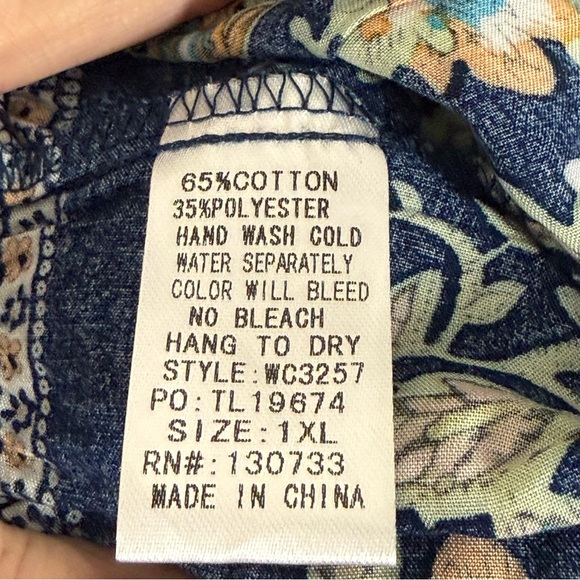 65%COTTON
35%POLYESTER
HAND WASH COLD
WATER SEPARATELY
COLOR WILL BLEED
NO BLEACH
HANG TO DRY
STYLE:WC3257
PO:TL19674
SIZE:1XL
RN#:130733
MADE IN CHINA